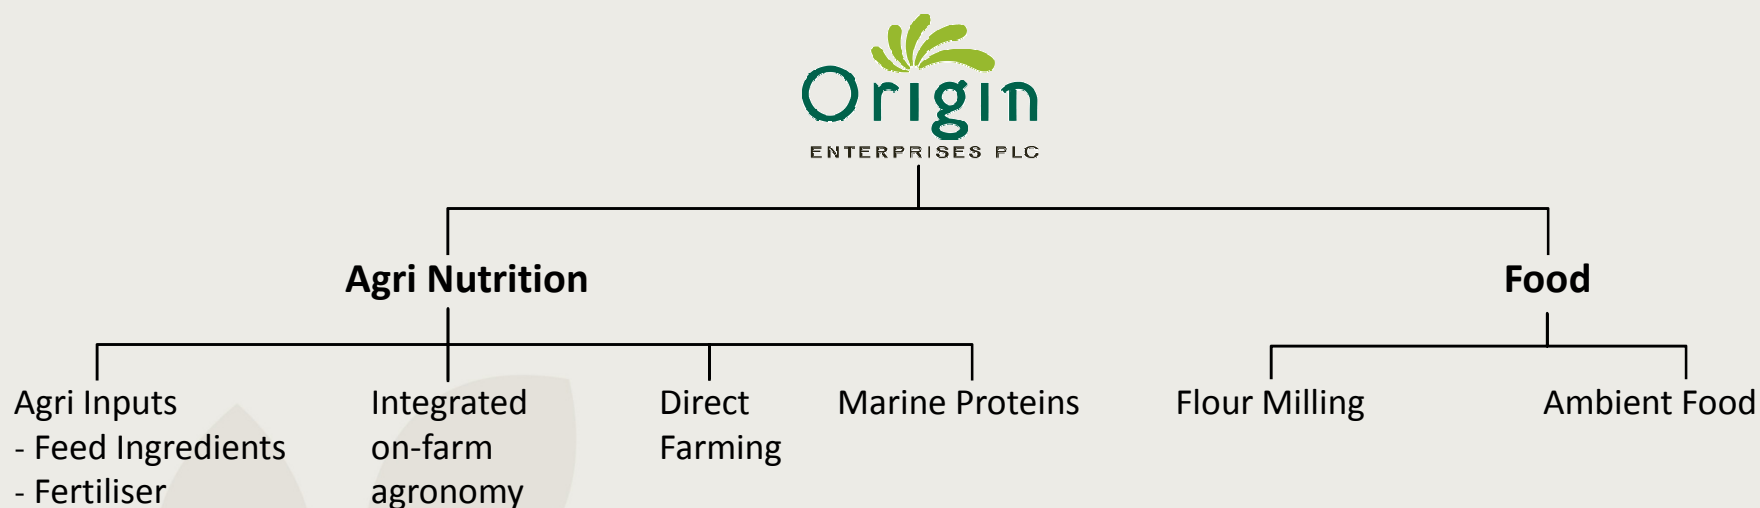 Origin
ENTERPRISES PLC
Agri Nutrition
Food
Agri Inputs
- Feed Ingredients
- Fertiliser
Integrated
on-farm
agronomy
Direct
Farming
Marine Proteins
Flour Milling
Ambient Food